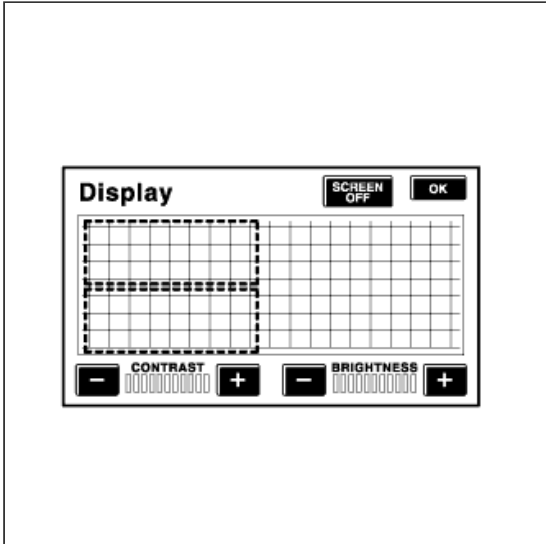 Display
SCREEN
OFF
OK
− CONTRAST +
− BRIGHTNESS +